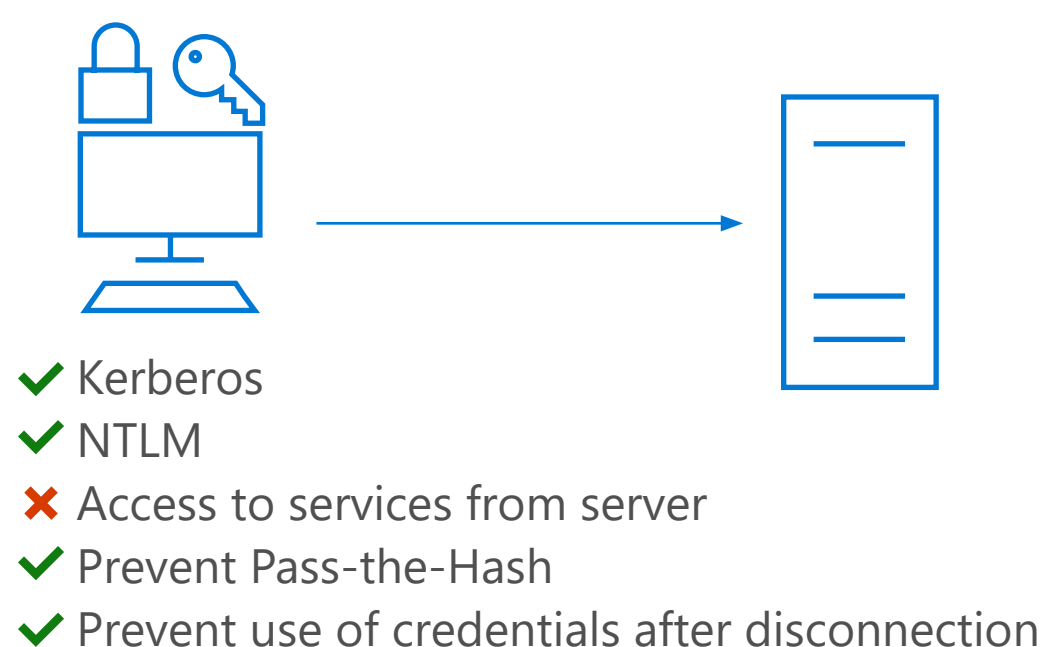 Kerberos
NTLM
Access to services from server
Prevent Pass-the-Hash
Prevent use of credentials after disconnection